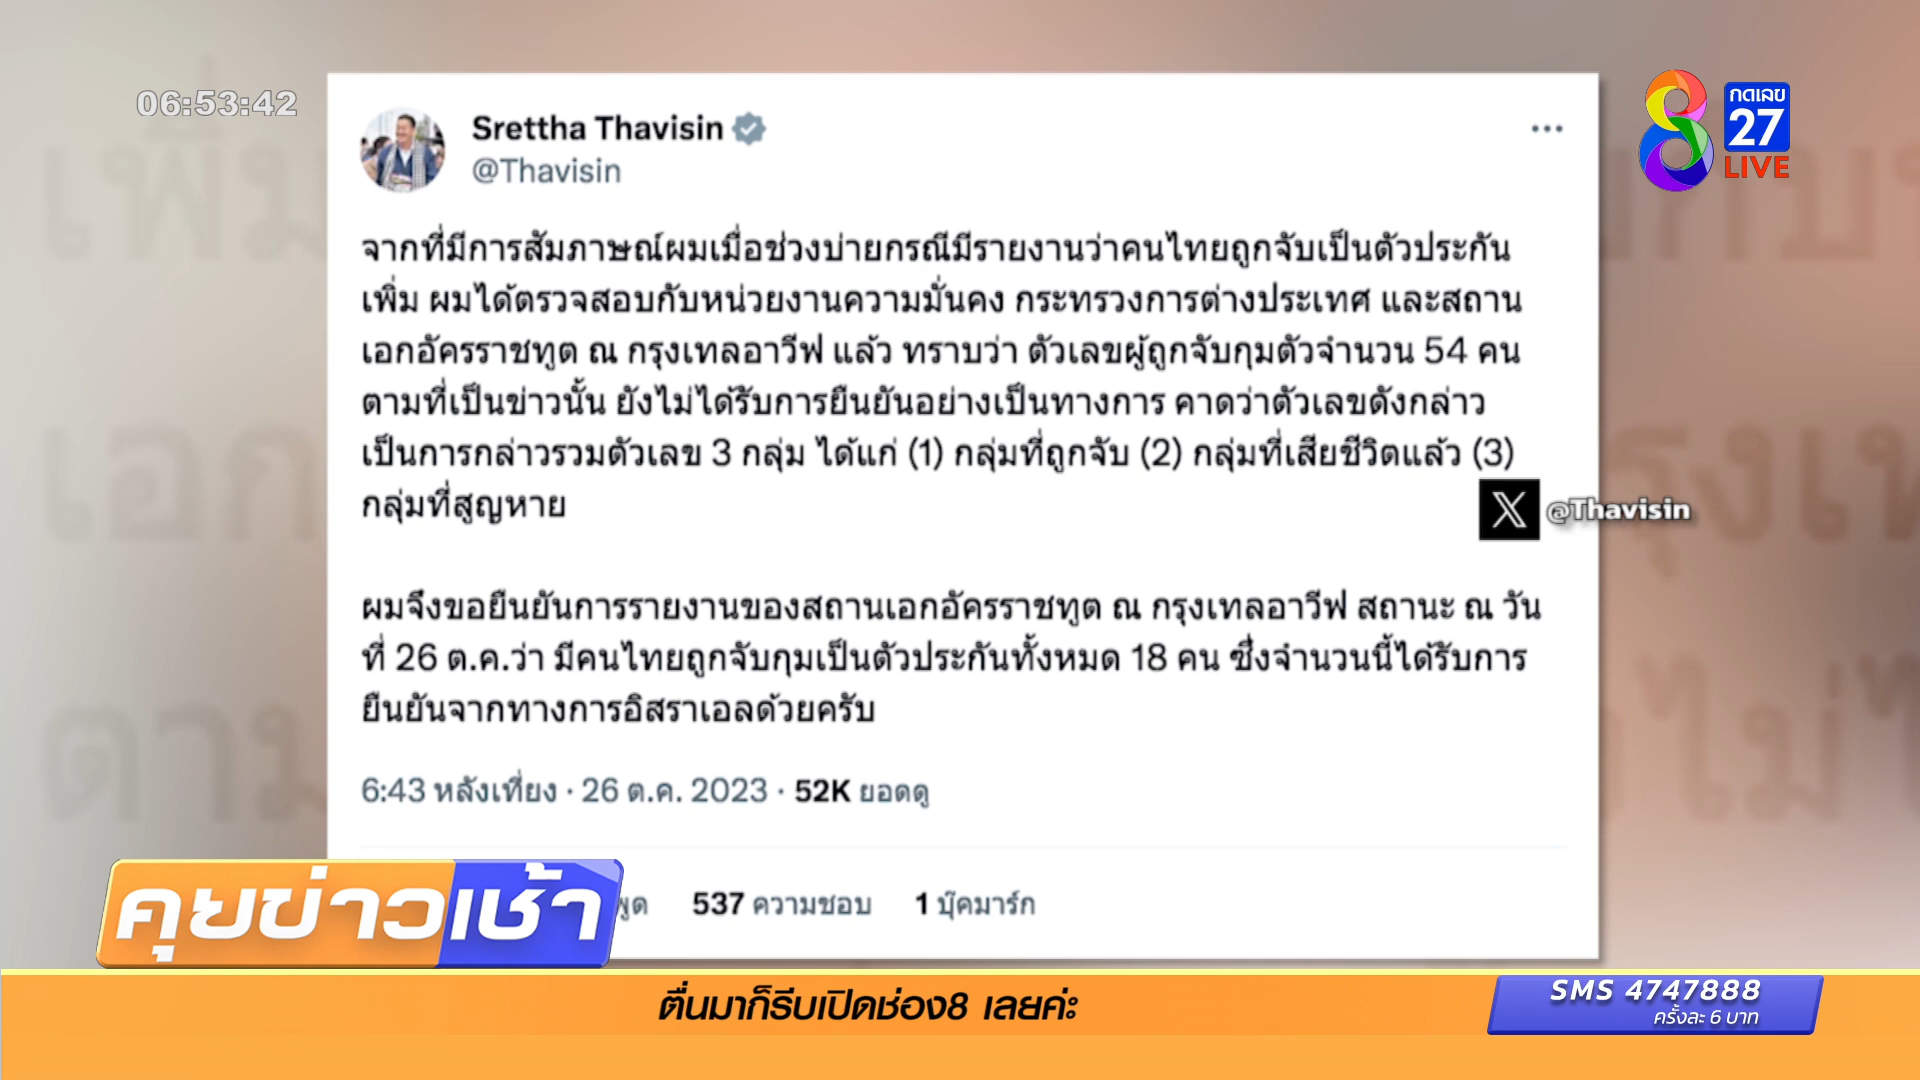 06:53:42
Srettha Thavisin
@Thavisin
จากที่มีการสัมภาษณ์ผมเมื่อช่วงบ่ายกรณีมีรายงานว่าคนไทยถูกจับเป็นตัวประกัน
เพิ่ม ผมได้ตรวจสอบกับหน่วยงานความมั่นคง กระทรวงการต่างประเทศ และสถาน
เอกอัครราชทูต ณ กรุงเทลอาวีฟ แล้ว ทราบว่า ตัวเลขผู้ถูกจับกุมตัวจำนวน 54 คน
ตามที่เป็นข่าวนั้น ยังไม่ได้รับการยืนยันอย่างเป็นทางการ คาดว่าตัวเลขดังกล่าว
เป็นการกล่าวรวมตัวเลข 3 กลุ่ม ได้แก่ (1) กลุ่มที่ถูกจับ (2) กลุ่มที่เสียชีวิตแล้ว (3)
กลุ่มที่สูญหาย
ผมจึงขอยืนยันการรายงานของสถานเอกอัครราชทูต ณ กรุงเทลอาวีฟ สถานะ ณ วัน
ที่ 26 ต.ค.ว่า มีคนไทยถูกจับกุมเป็นตัวประกันทั้งหมด 18 คน ซึ่งจำนวนนี้ได้รับการ
ยืนยันจากทางการอิสราเอลด้วยครับ
6:43 หลังเที่ยง · 26 ต.ค. 2023 · 52K ยอดดู
537 ความชอบ 1 บุ๊คมาร์ก
8
กดเลข
27
LIVE
X @Thavisin
คุยข่าวเช้า
ตื่นมาก็รีบเปิดช่อง8 เลยค่ะ
SMS 4747888
ครั้งละ 6 บาท